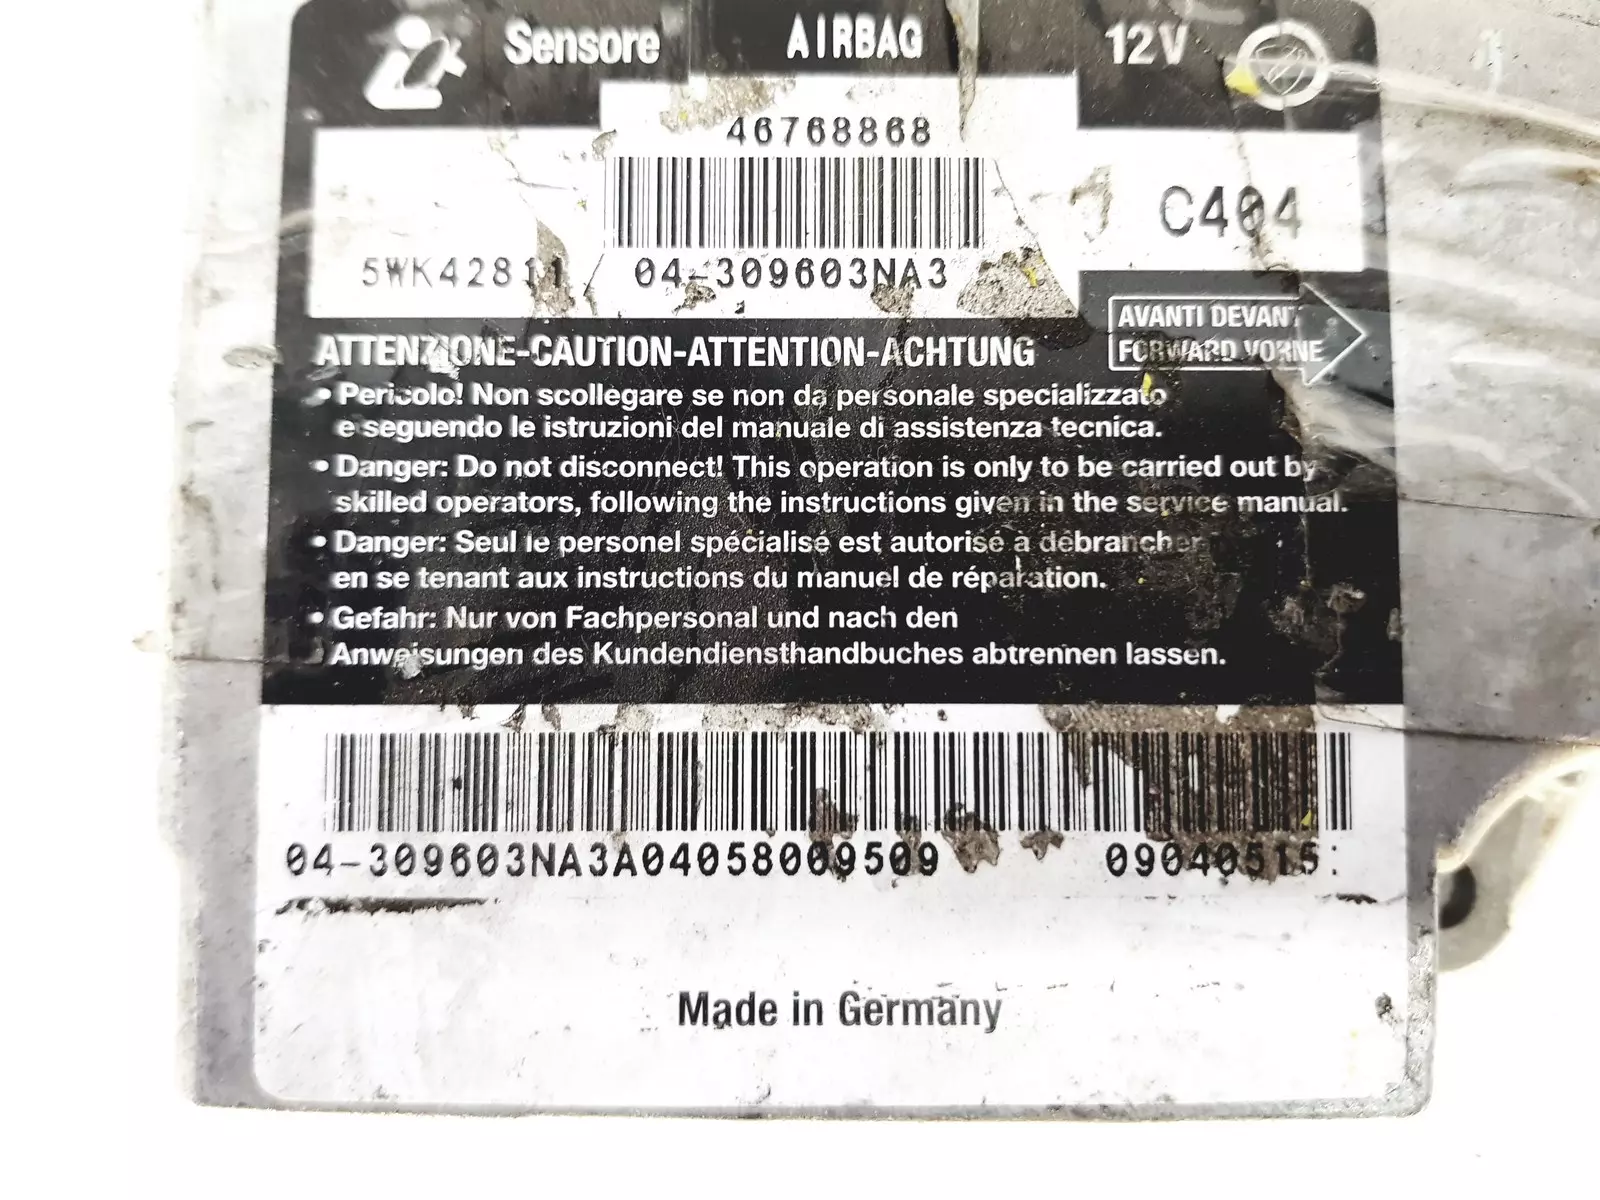 Sensore AIRBAG 12V
46768868
C404
5WK42811 04-309603NA3
AVANTI DEVANT
FORWARD VORNE
ATTENZIONE-CAUTION-ATTENTION-ACHTUNG
• Pericolo! Non scollegare se non da personale specializzato
e seguendo le istruzioni del manuale di assistenza tecnica.
• Danger: Do not disconnect! This operation is only to be carried out by
skilled operators, following the instructions given in the service manual.
• Danger: Seul le personel spécialisé est autorisé à débrancher
en se tenant aux instructions du manuel de réparation.
• Gefahr: Nur von Fachpersonal und nach den
Anweisungen des Kundendiensthandbuches abtrennen lassen.
04-309603NA3A04058009509 09040515:
Made in Germany